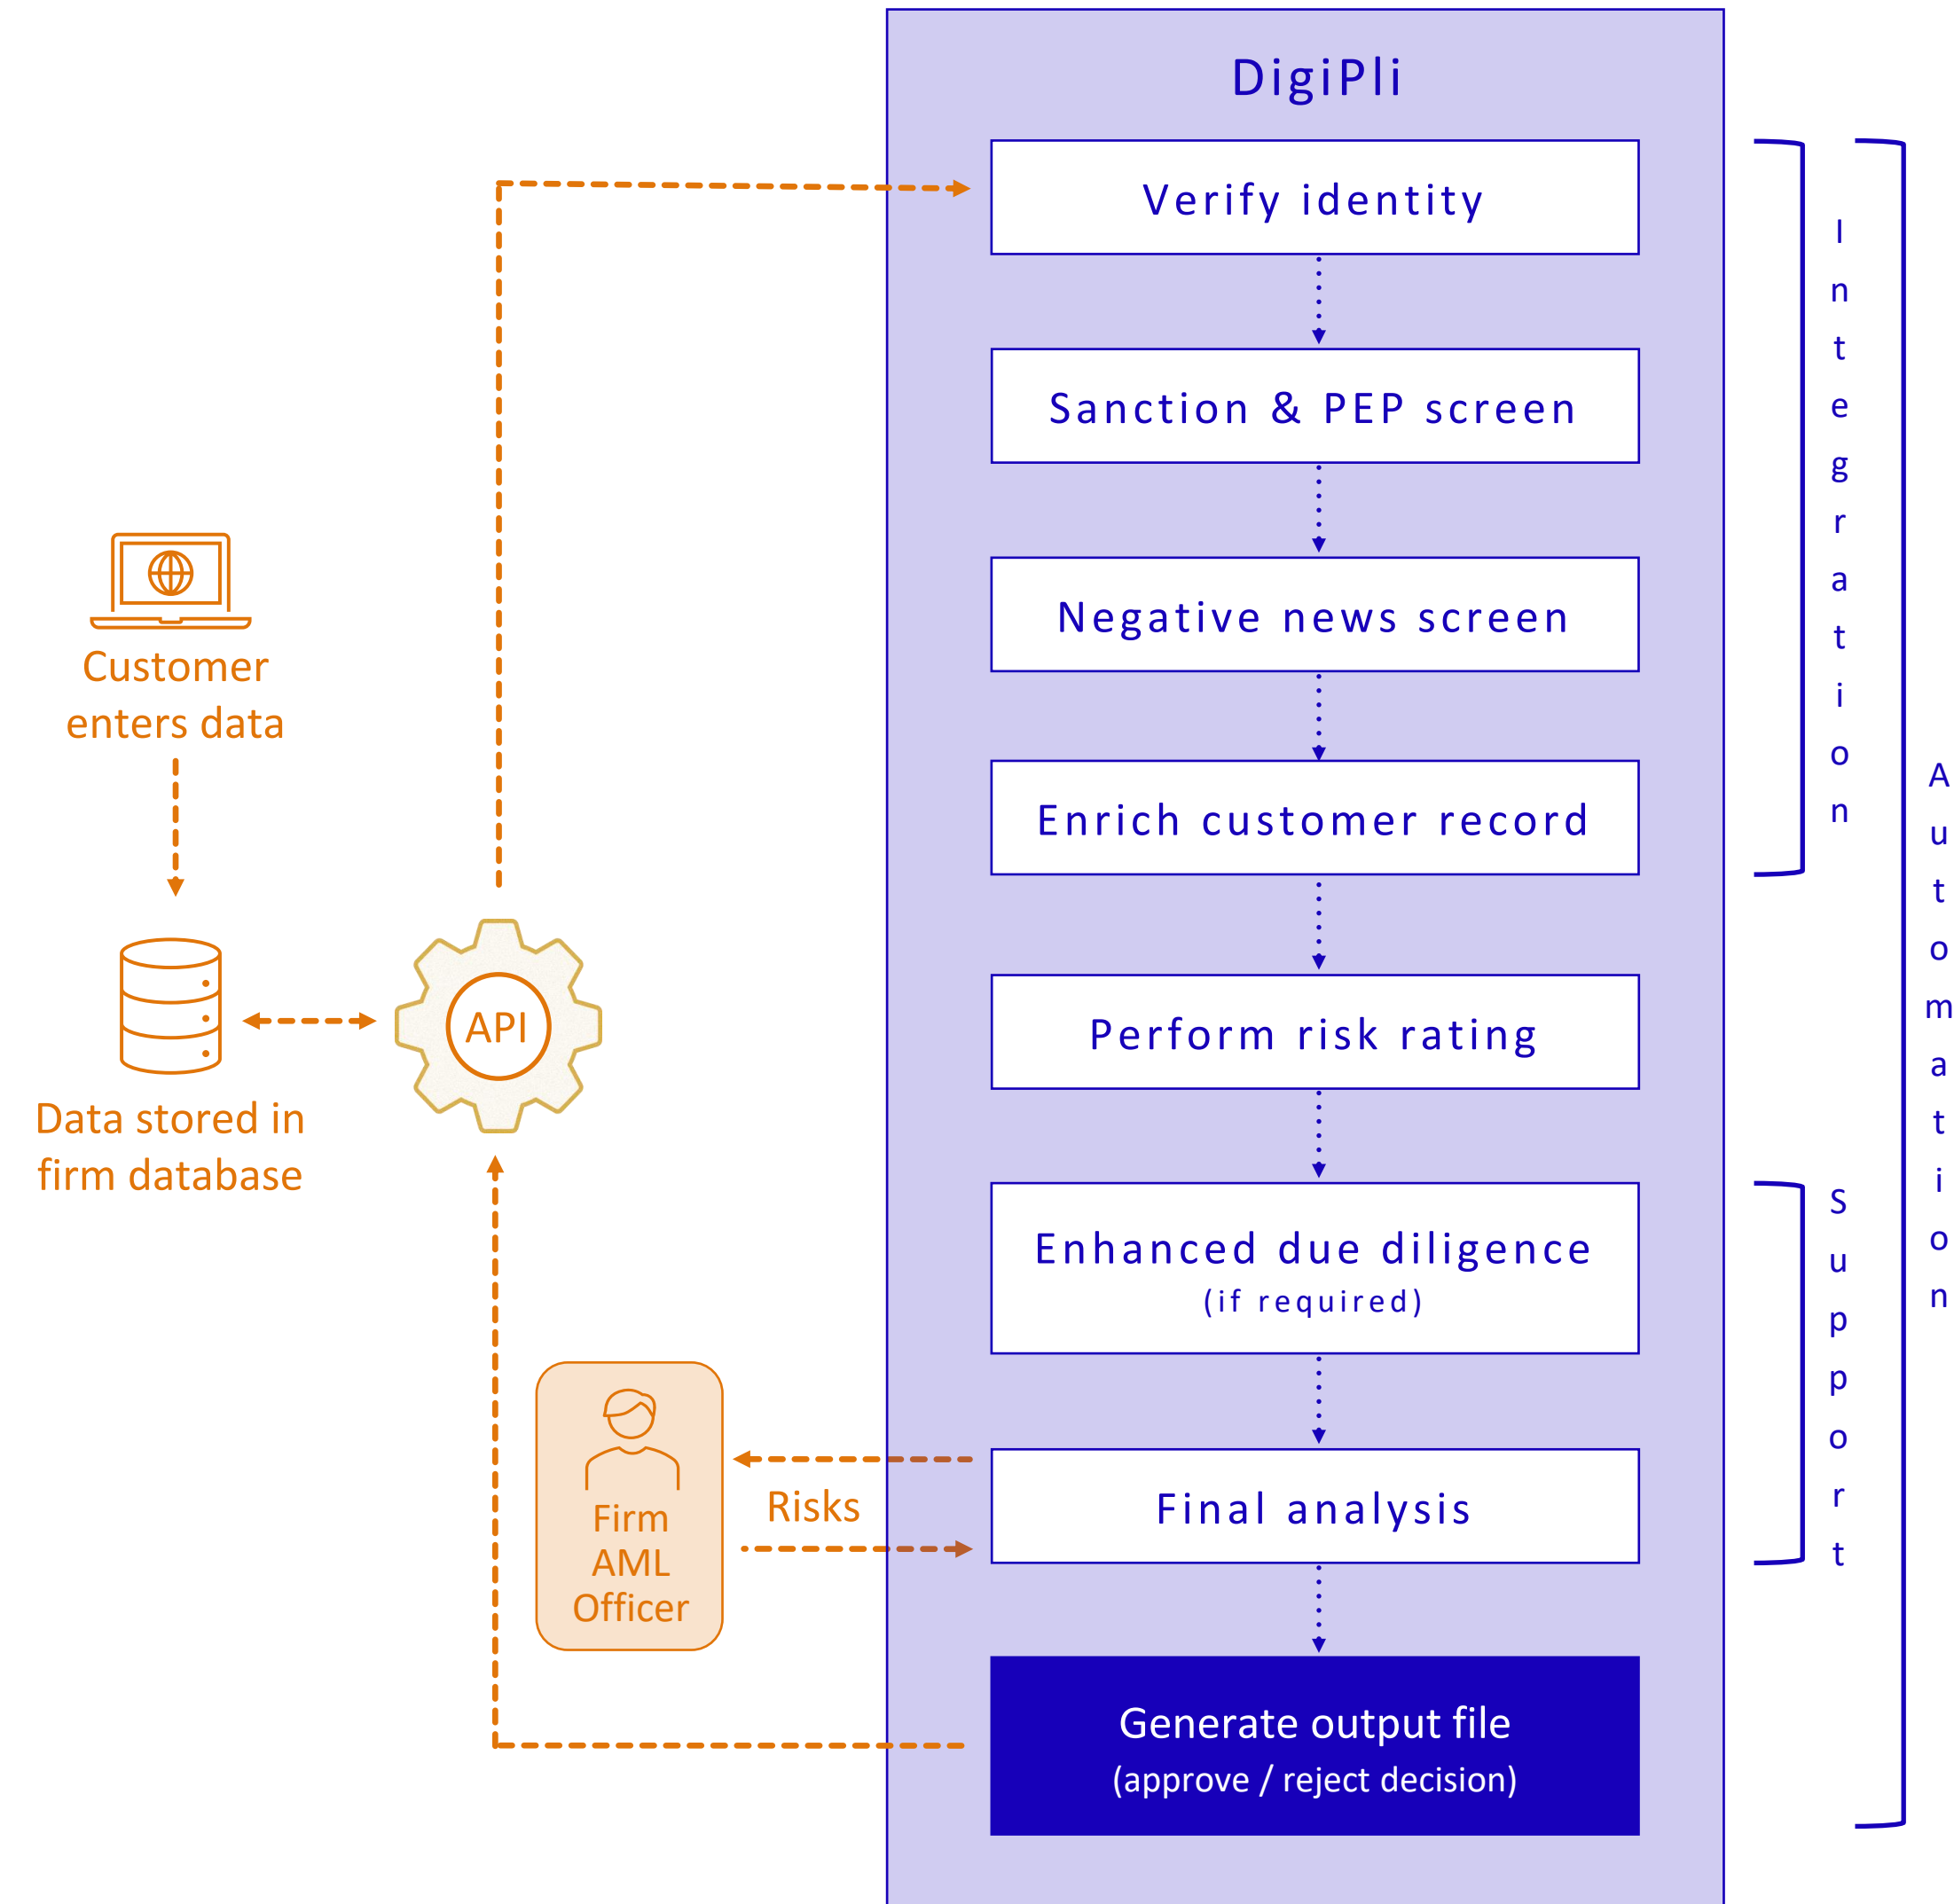 DigiPli
Verify identity
Sanction & PEP screen
Negative news screen
Enrich customer record
Perform risk rating
Enhanced due diligence
(if required)
Final analysis
Generate output file
(approve / reject decision)
Customer
enters data
Data stored in
firm database
API
Firm
AML
Officer
Risks
Integration
Support
Automation